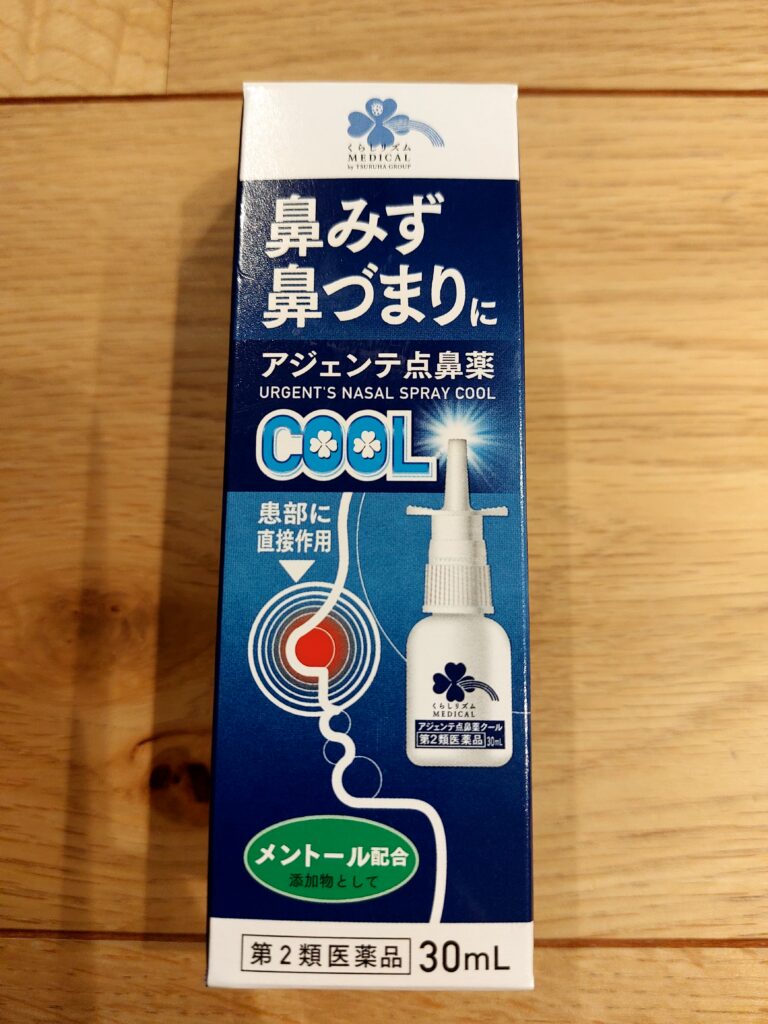 くらしリズム
MEDICAL
by TSURUHA GROUP
鼻みず
鼻づまりに
アジェンテ点鼻薬
URGENT'S NASAL SPRAY COOL
COOL
患部に
直接作用
くらしリズム
MEDICAL
アジェンテ点鼻薬クール
第2類医薬品 30mL
メントール配合
添加物として
第2類医薬品 30mL